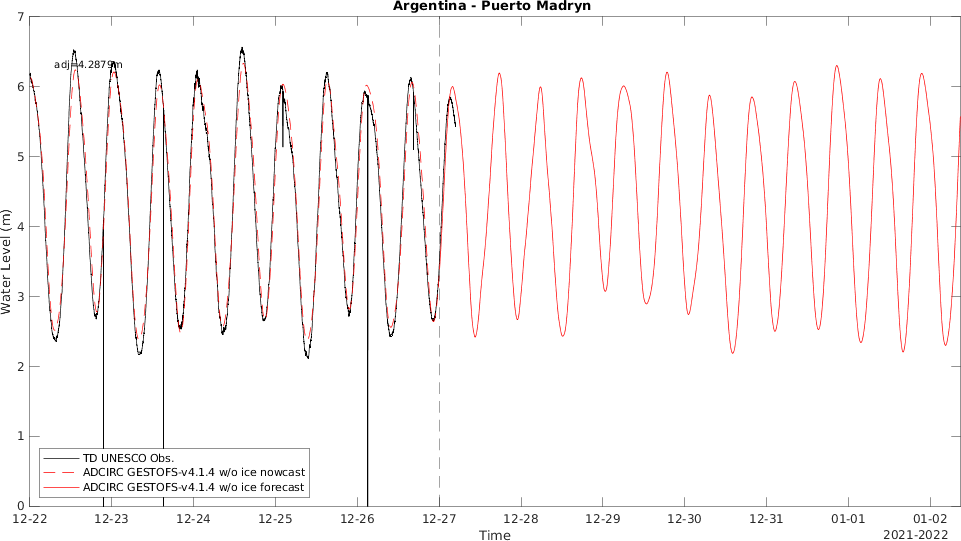 Argentina - Puerto Madryn
7
adj=4.2879m
6
5
4
3
2
1
0
Water Level (m)
TD UNESCO Obs.
ADCIRC GESTOFS-v4.1.4 w/o ice nowcast
ADCIRC GESTOFS-v4.1.4 w/o ice forecast
12-22 12-23 12-24 12-25 12-26 12-27 12-28 12-29 12-30 12-31 01-01 01-02
Time
2021-2022